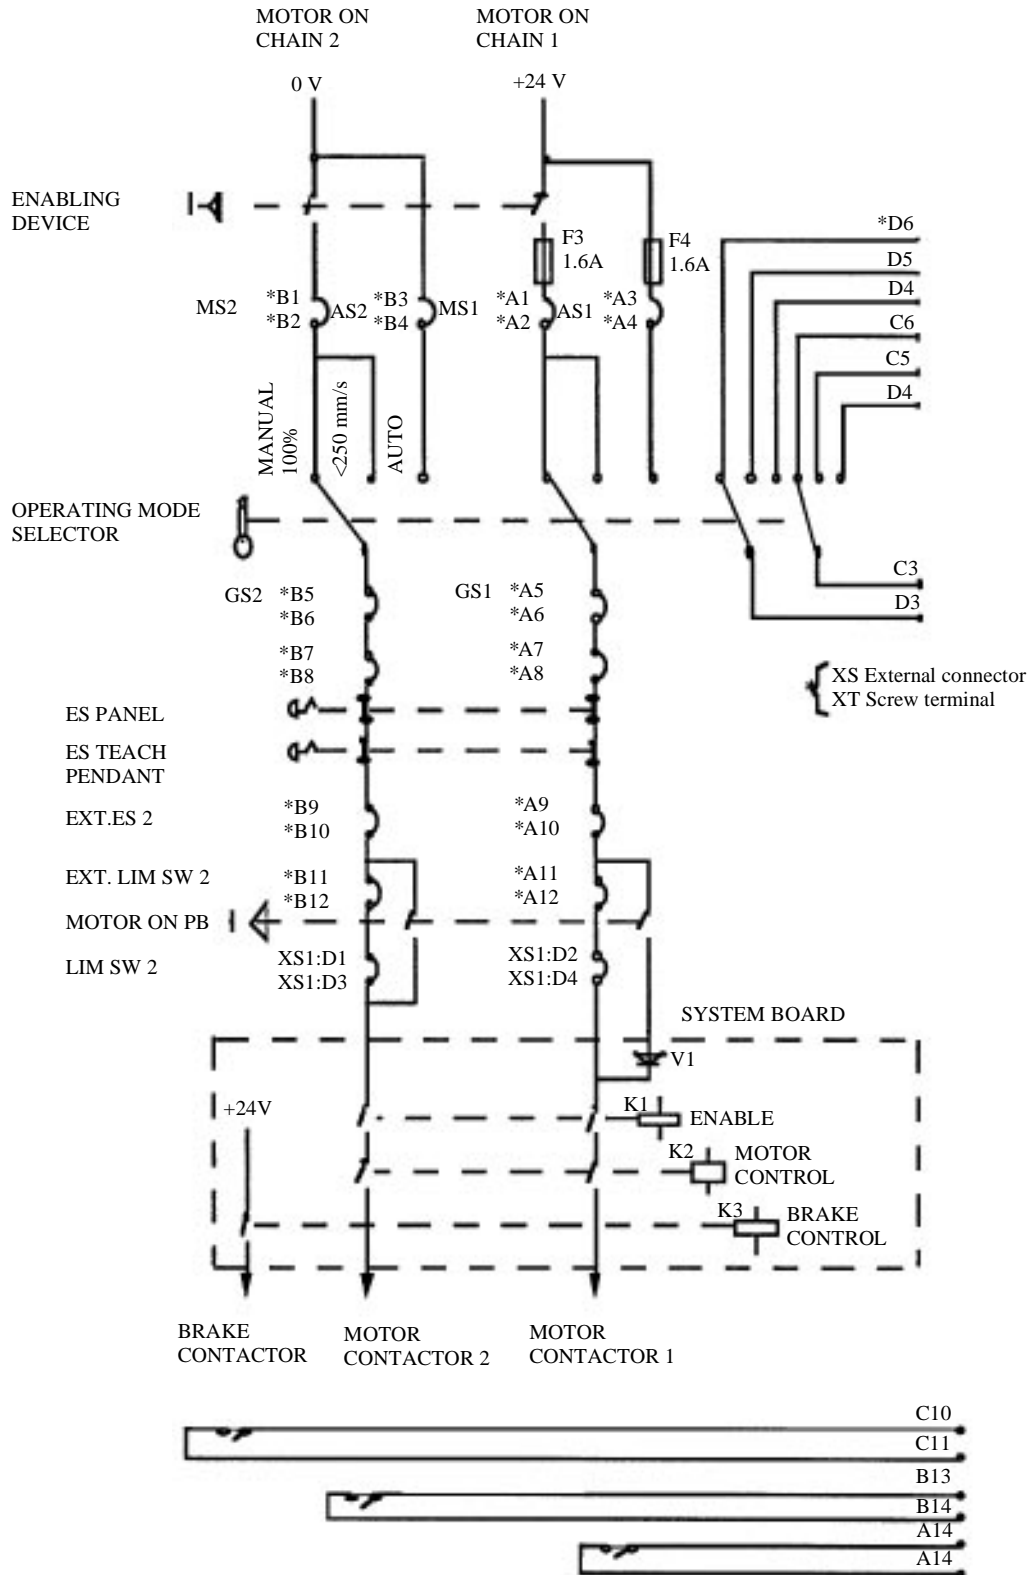 MOTOR ON
CHAIN 2
MOTOR ON
CHAIN 1
0 V
+24 V
ENABLING
DEVICE
F3
1.6A
F4
1.6A
*D6
D5
D4
C6
C5
D4
MS2
*B1
*B2
AS2
*B3
*B4
MS1
*A1
*A2
AS1
*A3
*A4
MANUAL
100%
<250 mm/s
AUTO
OPERATING MODE
SELECTOR
C3
D3
GS2
*B5
*B6
GS1
*A5
*A6
*B7
*B8
*A7
*A8
* XS External connector
XT Screw terminal
ES PANEL
ES TEACH
PENDANT
EXT.ES 2
*B9
*B10
*A9
*A10
EXT. LIM SW 2
*B11
*B12
*A11
*A12
MOTOR ON PB
LIM SW 2
XS1:D1
XS1:D3
XS1:D2
XS1:D4
SYSTEM BOARD
V1
+24V
K1
ENABLE
K2
MOTOR
CONTROL
K3
BRAKE
CONTROL
BRAKE
CONTACTOR
MOTOR
CONTACTOR 2
MOTOR
CONTACTOR 1
C10
C11
B13
B14
A14
A14